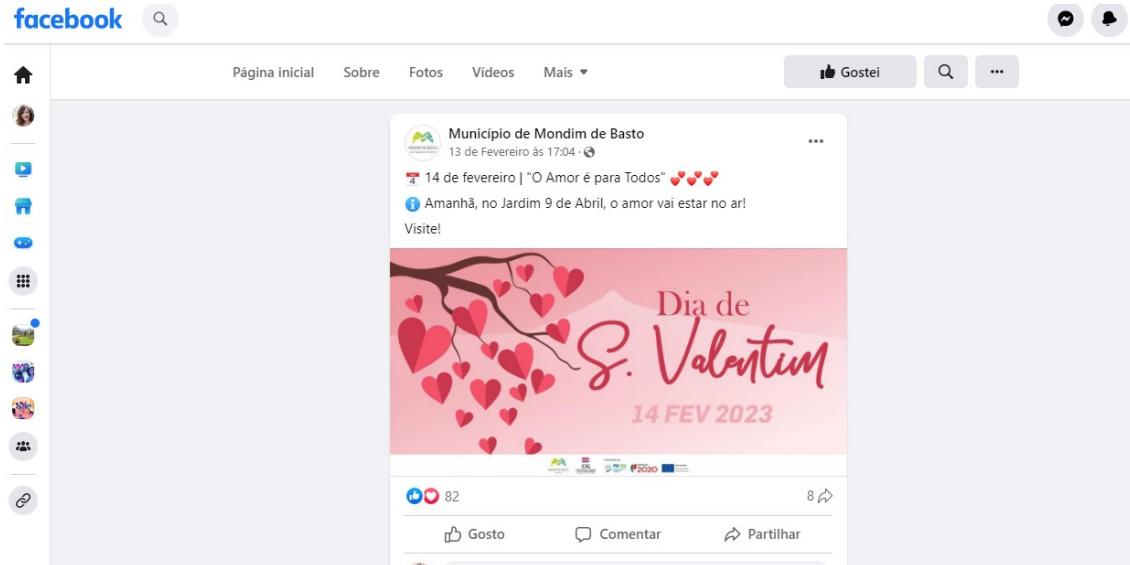 facebook
Página inicial
Sobre
Fotos
Vídeos
Mais
Gostei
Município de Mondim de Basto
13 de Fevereiro às 17:04 ·
14 de fevereiro | "O Amor é para Todos"
Amanhã, no Jardim 9 de Abril, o amor vai estar no ar!
Visite!
Dia de
S. Valentim
14 FEV 2023
CIG
2020
82
8
Gosto
Comentar
Partilhar